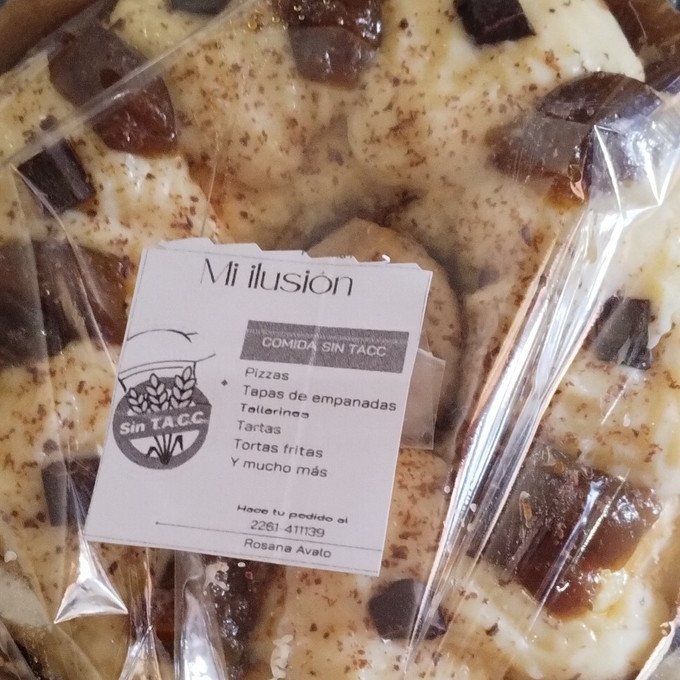 Mi ilusión
COMIDA SIN TACC
Pizzas
Tapas de empanadas
Tallarines
Tartas
Tortas fritas
Y mucho más
Sin T.A.C.C.
Hace tu pedido al
2261 411139
Rosana Avalo